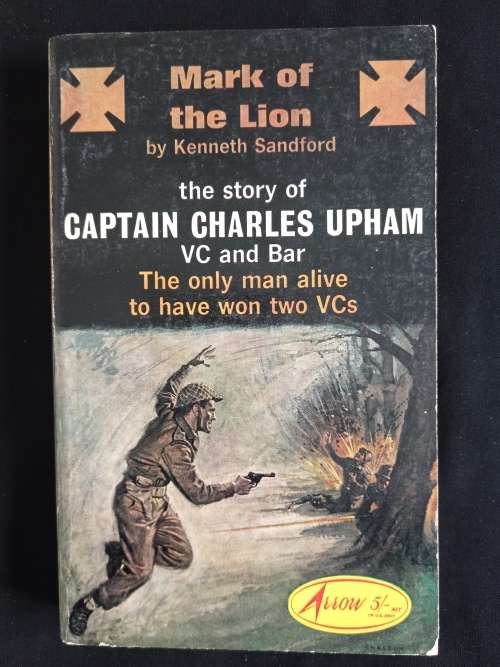 Mark of
the Lion
by Kenneth Sandford
the story of
CAPTAIN CHARLES UPHAM
VC and Bar
The only man alive
to have won two VCs
Arrow 5/- NET